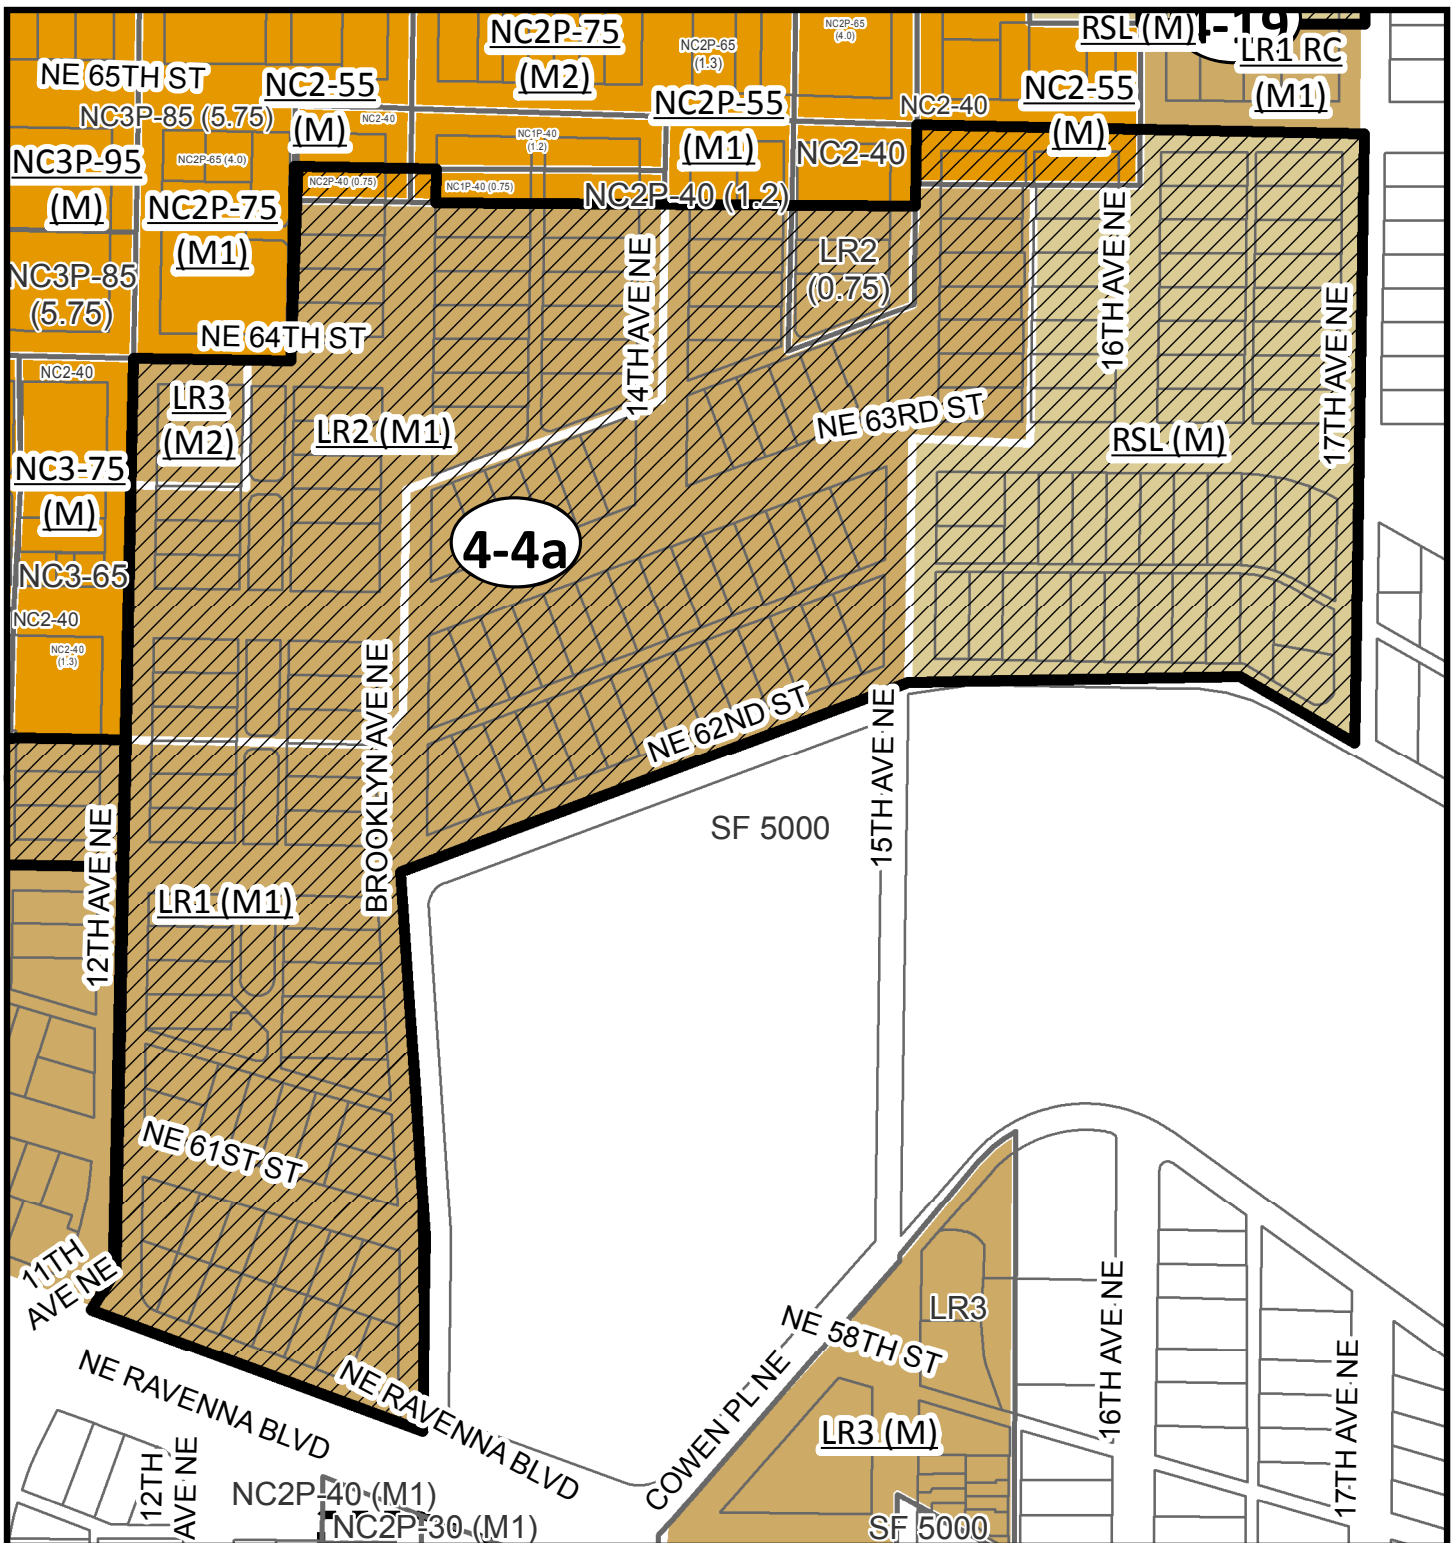 NC2P-75
(M2)
NC2P-65
(1.3)
NC2P-65
(4.0)
RSL (M)
4-19
LR1 RC
(M1)
NE 65TH ST
NC2-55
(M)
NC2P-55
(M1)
NC2-40
NC2-55
(M)
NC3P-85 (5.75)
NC2-40
NC1P-40
(1.2)
NC3P-95
(M)
NC2P-65 (4.0)
NC2-40
NC2P-40 (0.75)
NC1P-40 (0.75)
NC2P-40 (1.2)
NC2P-75
(M1)
NC3P-85
(5.75)
LR2
(0.75)
14TH AVE NE
16TH AVE NE
17TH AVE NE
NE 64TH ST
NC2-40
LR3
(M2)
LR2 (M1)
NE 63RD ST
RSL (M)
NC3-75
(M)
4-4a
NC3-65
NC2-40
NC2-40
(1.3)
BROOKLYN AVE NE
NE 62ND ST
15TH AVE NE
SF 5000
12TH AVE NE
LR1 (M1)
NE 61ST ST
11TH
AVE NE
NE RAVENNA BLVD
NE RAVENNA BLVD
LR3
NE 58TH ST
COWEN PL NE
16TH AVE NE
17TH AVE NE
LR3 (M)
12TH
AVE NE
NC2P-40 (M1)
NC2P-30 (M1)
SF 5000